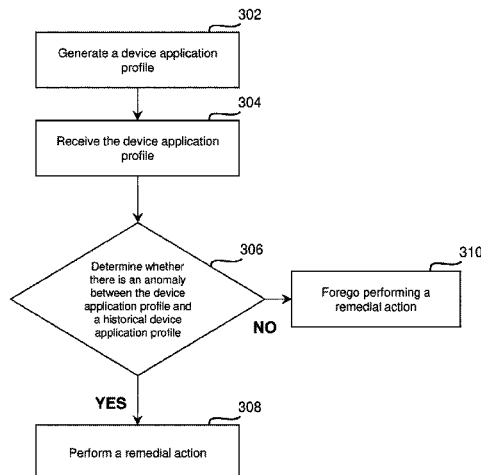 302
Generate a device application
profile
304
Receive the device application
profile
306
Determine whether
there is an anomaly
between the device
application profile and
a historical device
application profile
310
Forego performing a
remedial action
NO
YES
308
Perform a remedial action